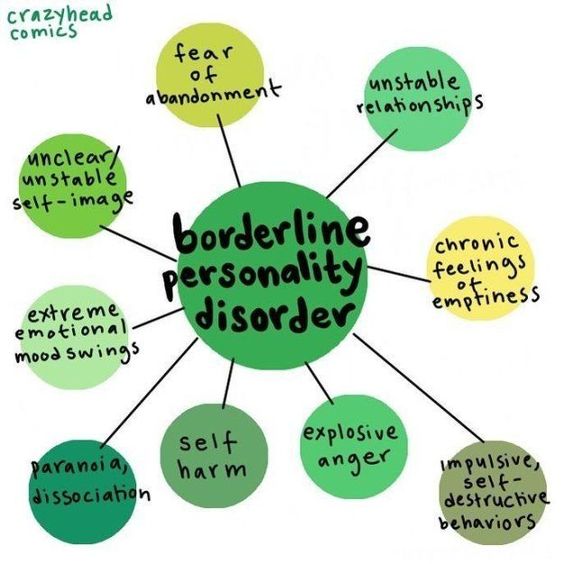 crazyhead
comics
fear
of
abandonment
unstable
relationships
unclear/
unstable
self-image
borderline
personality
disorder
chronic
feelings
of
emptiness
extreme
emotional
mood swings
paranoia,
dissociation
self
harm
explosive
anger
impulsive,
self-
destructive
behaviors